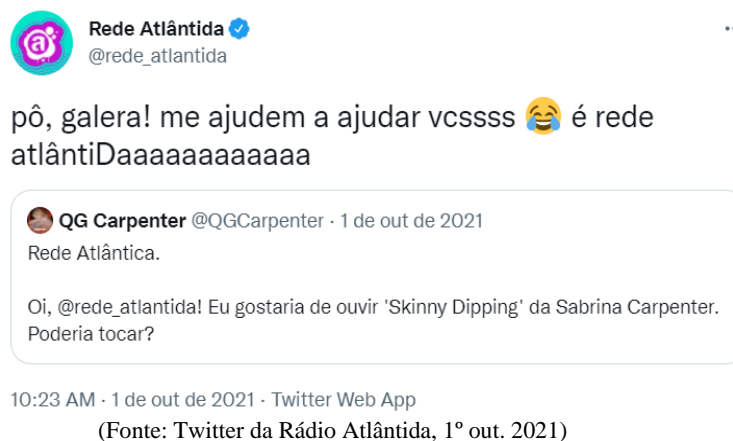 Rede Atlântida
@rede_atlantida
pô, galera! me ajudem a ajudar vcssss 😂 é rede
atlântiDaaaaaaaaaaaa
QG Carpenter @QGCarpenter · 1 de out de 2021
Rede Atlântica.
Oi, @rede_atlantida! Eu gostaria de ouvir 'Skinny Dipping' da Sabrina Carpenter.
Poderia tocar?
10:23 AM · 1 de out de 2021 · Twitter Web App
(Fonte: Twitter da Rádio Atlântida, 1º out. 2021)